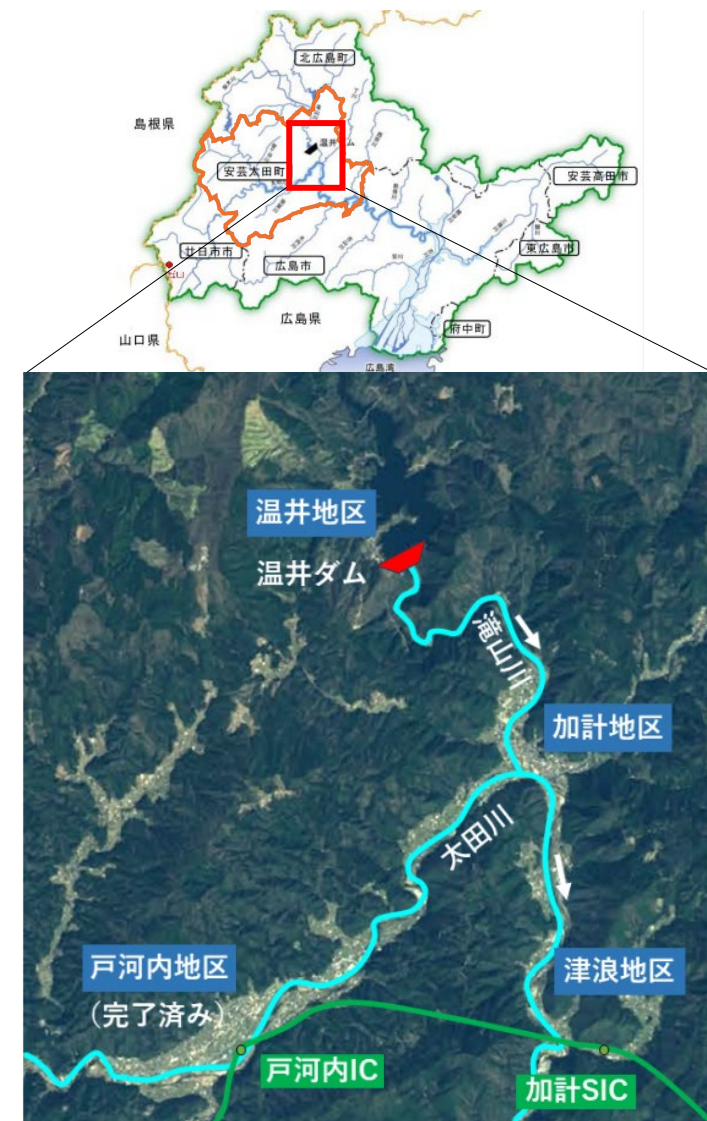 北広島町
島根県
温井ダム
安芸太田町
安芸高田市
廿日市市
広島市
東広島市
広島県
府中町
山口県
広島湾
温井地区
温井ダム
滝山川
加計地区
太田川
戸河内地区
(完了済み)
津浪地区
戸河内IC
加計SIC